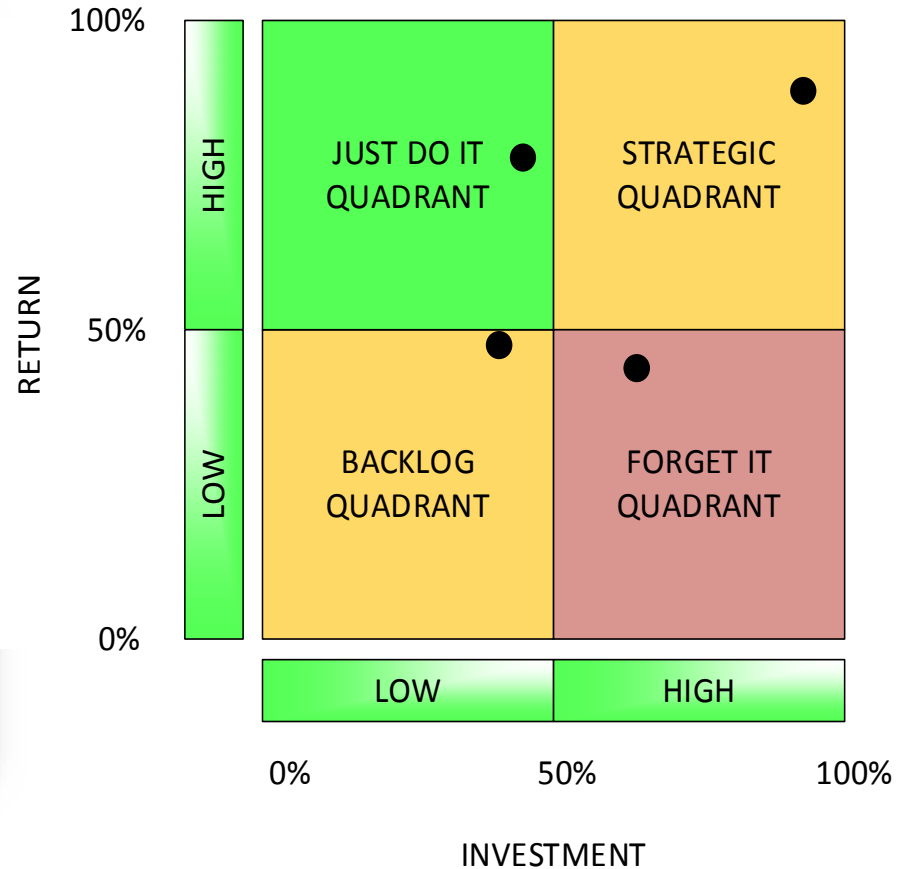 100%
HIGH
JUST DO IT
QUADRANT
STRATEGIC
QUADRANT
RETURN
50%
LOW
BACKLOG
QUADRANT
FORGET IT
QUADRANT
0%
LOW
HIGH
0%
50%
100%
INVESTMENT